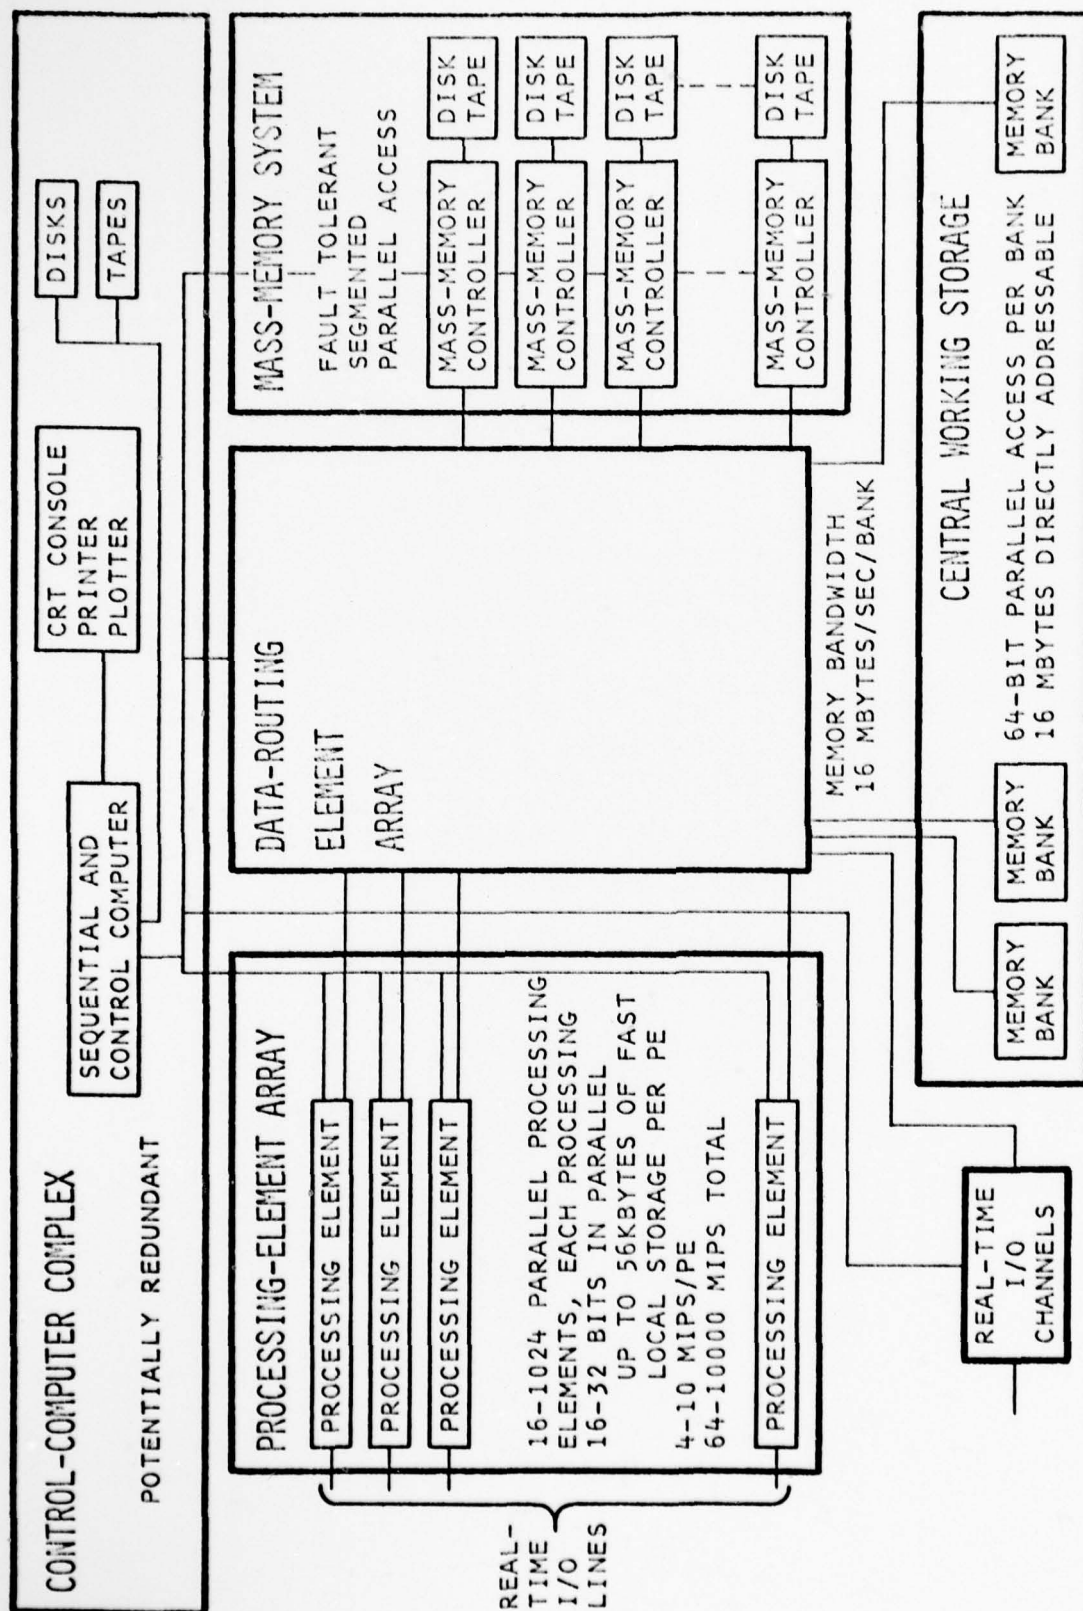 CONTROL-COMPUTER COMPLEX
POTENTIALLY REDUNDANT
SEQUENTIAL AND
CONTROL COMPUTER
CRT CONSOLE
PRINTER
PLOTTER
DISKS
TAPES
PROCESSING-ELEMENT ARRAY
PROCESSING ELEMENT
PROCESSING ELEMENT
PROCESSING ELEMENT
16-1024 PARALLEL PROCESSING
ELEMENTS, EACH PROCESSING
16-32 BITS IN PARALLEL
UP TO 56KBYTES OF FAST
LOCAL STORAGE PER PE
4-10 MIPS/PE
64-10000 MIPS TOTAL
PROCESSING ELEMENT
REAL-
TIME
I/O
LINES
DATA-ROUTING
ELEMENT
ARRAY
MASS-MEMORY SYSTEM
FAULT TOLERANT
SEGMENTED
PARALLEL ACCESS
MASS-MEMORY
CONTROLLER
DISK
TAPE
MASS-MEMORY
CONTROLLER
DISK
TAPE
MASS-MEMORY
CONTROLLER
DISK
TAPE
MASS-MEMORY
CONTROLLER
DISK
TAPE
MEMORY BANDWIDTH
16 MBYTES/SEC/BANK
REAL-TIME
I/O
CHANNELS
CENTRAL WORKING STORAGE
MEMORY
BANK
MEMORY
BANK
64-BIT PARALLEL ACCESS PER BANK
16 MBYTES DIRECTLY ADDRESSABLE
MEMORY
BANK